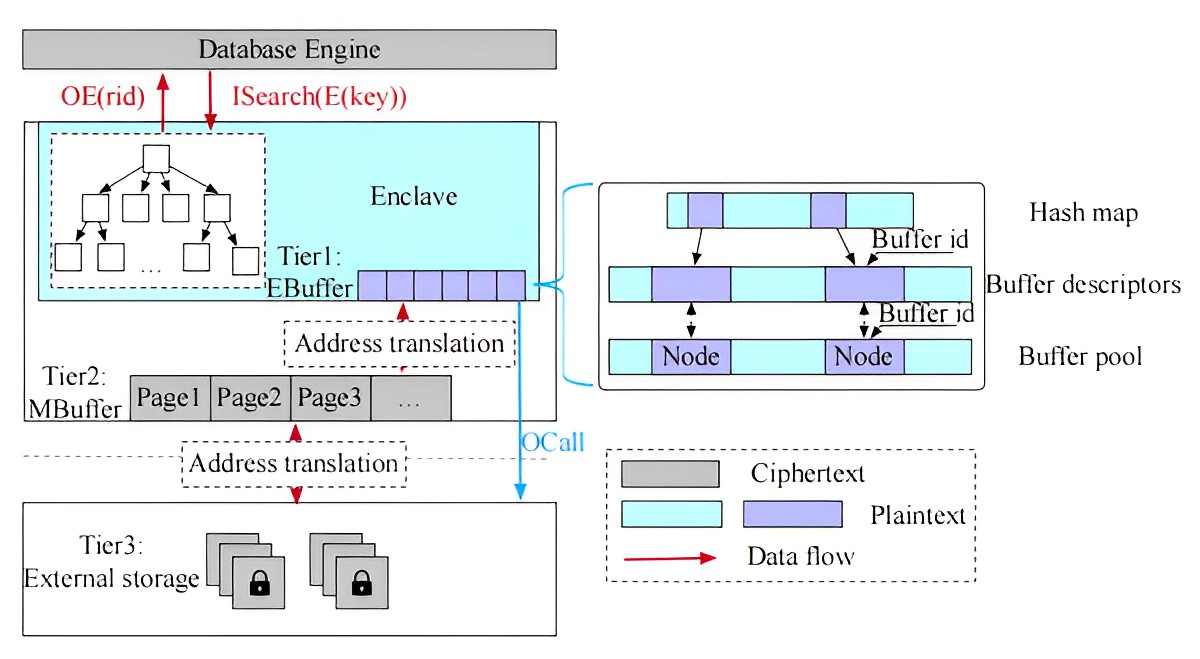 Database Engine
OE(rid)
ISearch(E(key))
Enclave
Tier1:
EBuffer
Address translation
Tier2:
MBuffer
Page1
Page2
Page3
...
OCall
Address translation
Tier3:
External storage
Hash map
Buffer id
Buffer descriptors
Buffer id
Node
Node
Buffer pool
...
Ciphertext
Plaintext
Data flow